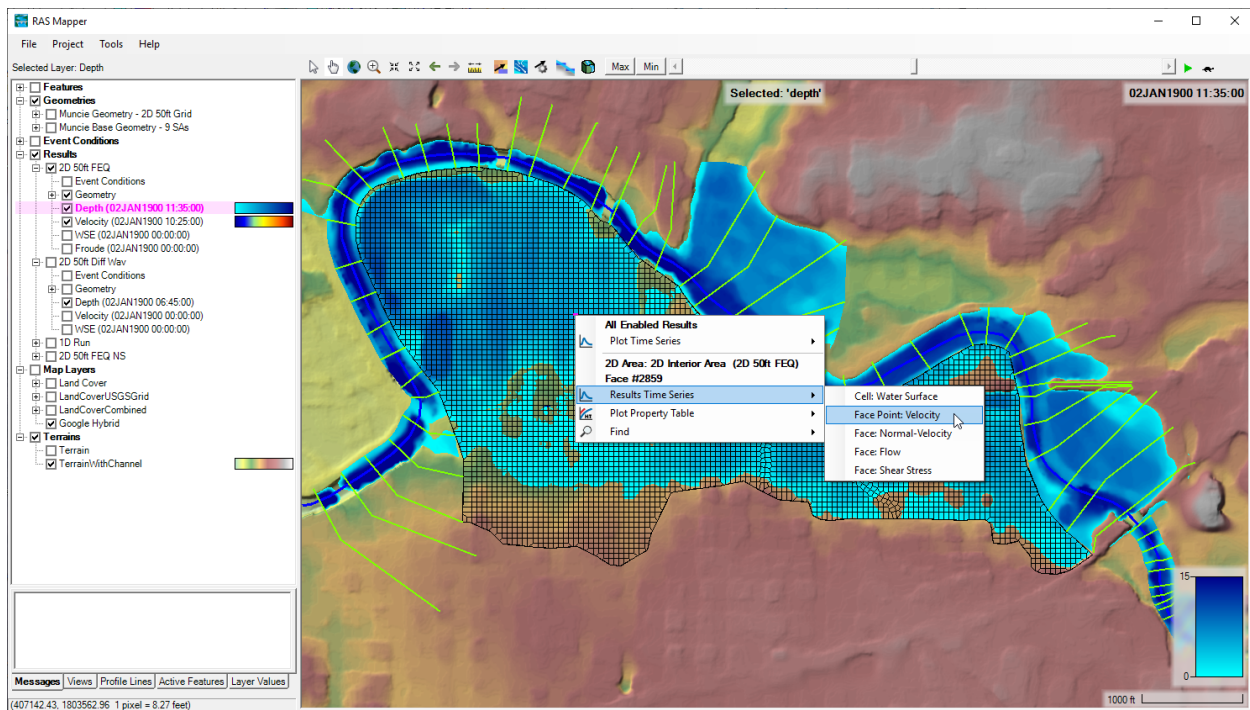 RAS Mapper
File Project Tools Help
Selected Layer: Depth
Max Min
Features
Geometries
Muncie Geometry - 2D 50ft Grid
Muncie Base Geometry - 9 SAs
Event Conditions
Results
2D 50ft FEQ
Event Conditions
Geometry
Depth (02JAN1900 11:35:00)
Velocity (02JAN1900 10:25:00)
WSE (02JAN1900 00:00:00)
Froude (02JAN1900 00:00:00)
2D 50ft Diff Wav
Event Conditions
Geometry
Depth (02JAN1900 06:45:00)
Velocity (02JAN1900 00:00:00)
WSE (02JAN1900 00:00:00)
1D Run
2D 50ft FEQ NS
Map Layers
Land Cover
LandCoverUSGSGrid
LandCoverCombined
Google Hybrid
Terrains
Terrain
TerrainWithChannel
Selected: 'depth'
02JAN1900 11:35:00
All Enabled Results
Plot Time Series
2D Area: 2D Interior Area (2D 50ft FEQ)
Face #2859
Results Time Series
Plot Property Table
Find
Cell: Water Surface
Face Point: Velocity
Face: Normal-Velocity
Face: Flow
Face: Shear Stress
15
0
1000 ft
Messages Views Profile Lines Active Features Layer Values
(407142.43, 1803562.96 1 pixel = 8.27 feet)